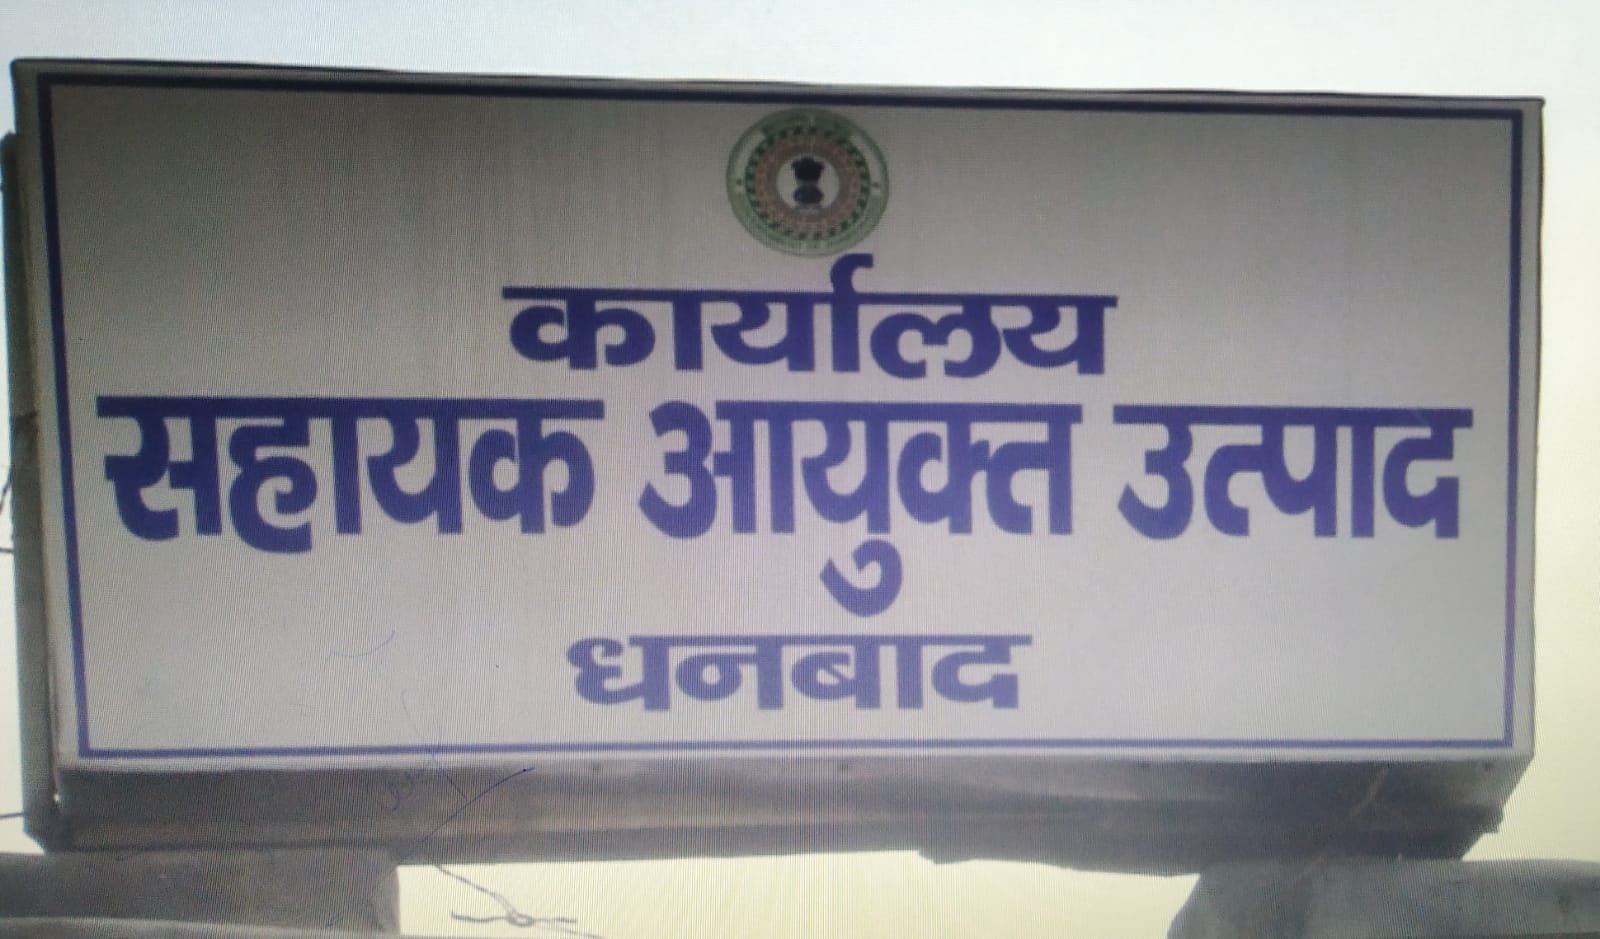 कार्यालय
सहायक आयुक्त उत्पाद
धनबाद